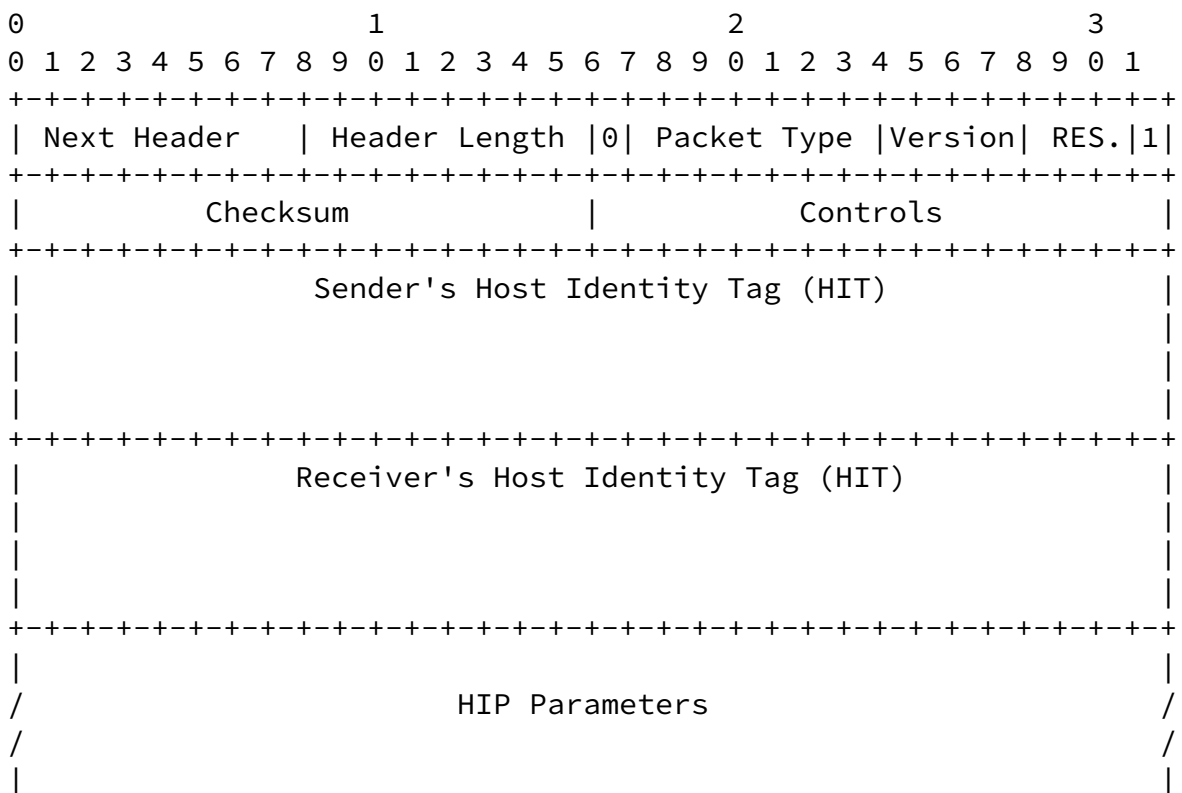 0                   1                   2                   3
0 1 2 3 4 5 6 7 8 9 0 1 2 3 4 5 6 7 8 9 0 1 2 3 4 5 6 7 8 9 0 1
+-+-+-+-+-+-+-+-+-+-+-+-+-+-+-+-+-+-+-+-+-+-+-+-+-+-+-+-+-+-+-+-+
| Next Header   | Header Length |0| Packet Type |Version| RES.|1|
+-+-+-+-+-+-+-+-+-+-+-+-+-+-+-+-+-+-+-+-+-+-+-+-+-+-+-+-+-+-+-+-+
|          Checksum             |           Controls            |
+-+-+-+-+-+-+-+-+-+-+-+-+-+-+-+-+-+-+-+-+-+-+-+-+-+-+-+-+-+-+-+-+
|                Sender's Host Identity Tag (HIT)               |
|                                                               |
|                                                               |
|                                                               |
+-+-+-+-+-+-+-+-+-+-+-+-+-+-+-+-+-+-+-+-+-+-+-+-+-+-+-+-+-+-+-+-+
|               Receiver's Host Identity Tag (HIT)              |
|                                                               |
|                                                               |
|                                                               |
+-+-+-+-+-+-+-+-+-+-+-+-+-+-+-+-+-+-+-+-+-+-+-+-+-+-+-+-+-+-+-+-+
|                                                               |
/                        HIP Parameters                         /
/                                                               /
|                                                               |